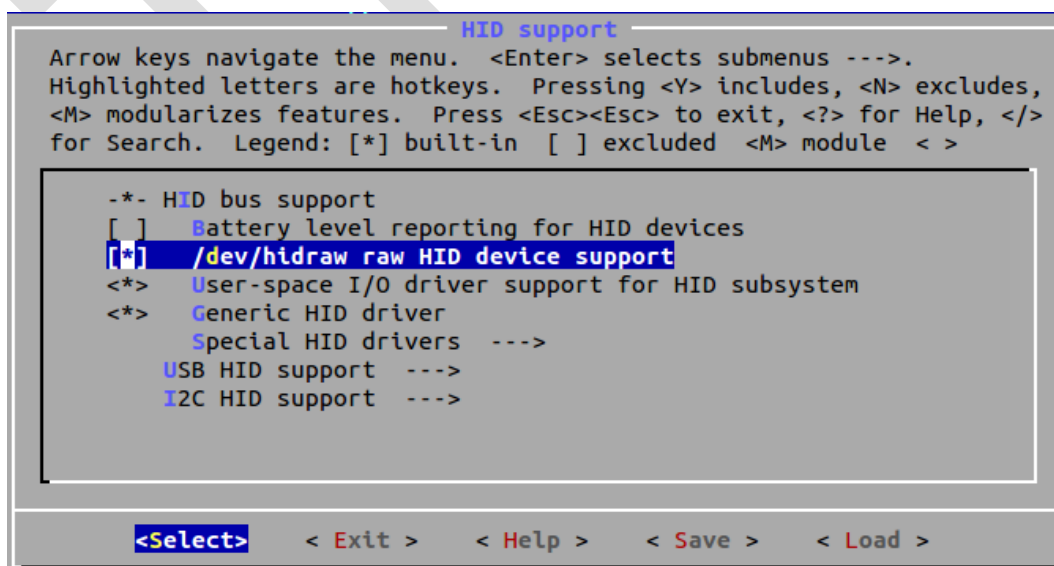 HID support
Arrow keys navigate the menu.  <Enter> selects submenus --->.
Highlighted letters are hotkeys.  Pressing <Y> includes, <N> excludes,
<M> modularizes features.  Press <Esc><Esc> to exit, <?> for Help, </>
for Search.  Legend: [*] built-in  [ ] excluded  <M> module  < >
-*- HID bus support
[ ]   Battery level reporting for HID devices
[*]   /dev/hidraw raw HID device support
<*>   User-space I/O driver support for HID subsystem
<*>   Generic HID driver
Special HID drivers  --->
USB HID support  --->
I2C HID support  --->
<Select>    < Exit >    < Help >    < Save >    < Load >